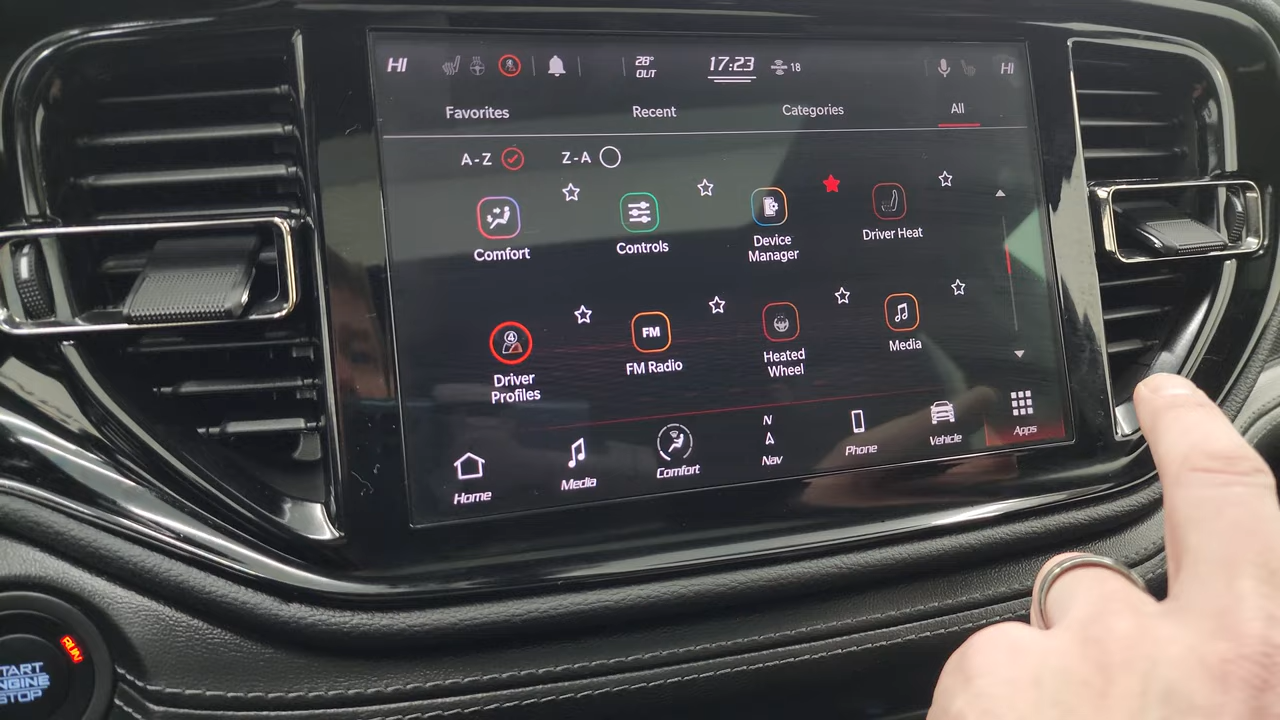 HI 28° 17:23 18 HI
OUT
Favorites Recent Categories All
A-Z Z-A
Comfort Controls Device Manager Driver Heat
4 FM
Driver Profiles FM Radio Heated Wheel Media
N
Home Media Comfort Nav Phone Vehicle Apps
RUN
START
ENGINE
STOP